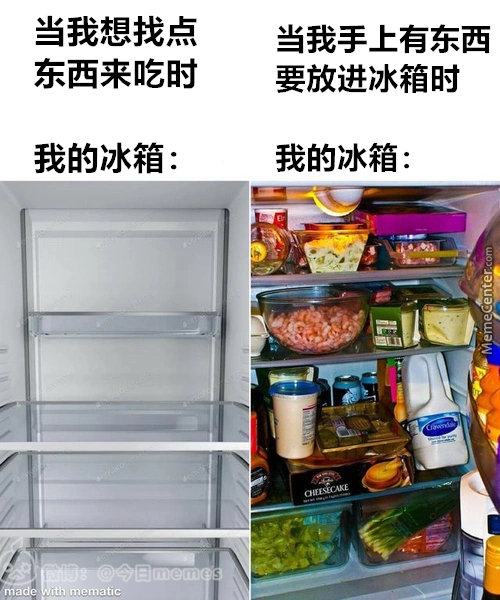 当我想找点
东西来吃时
我的冰箱：
当我手上有东西
要放进冰箱时
我的冰箱：
MemeCenter.com
Cravendale
CHEESECAKE
微博：@今日memes
made with mematic